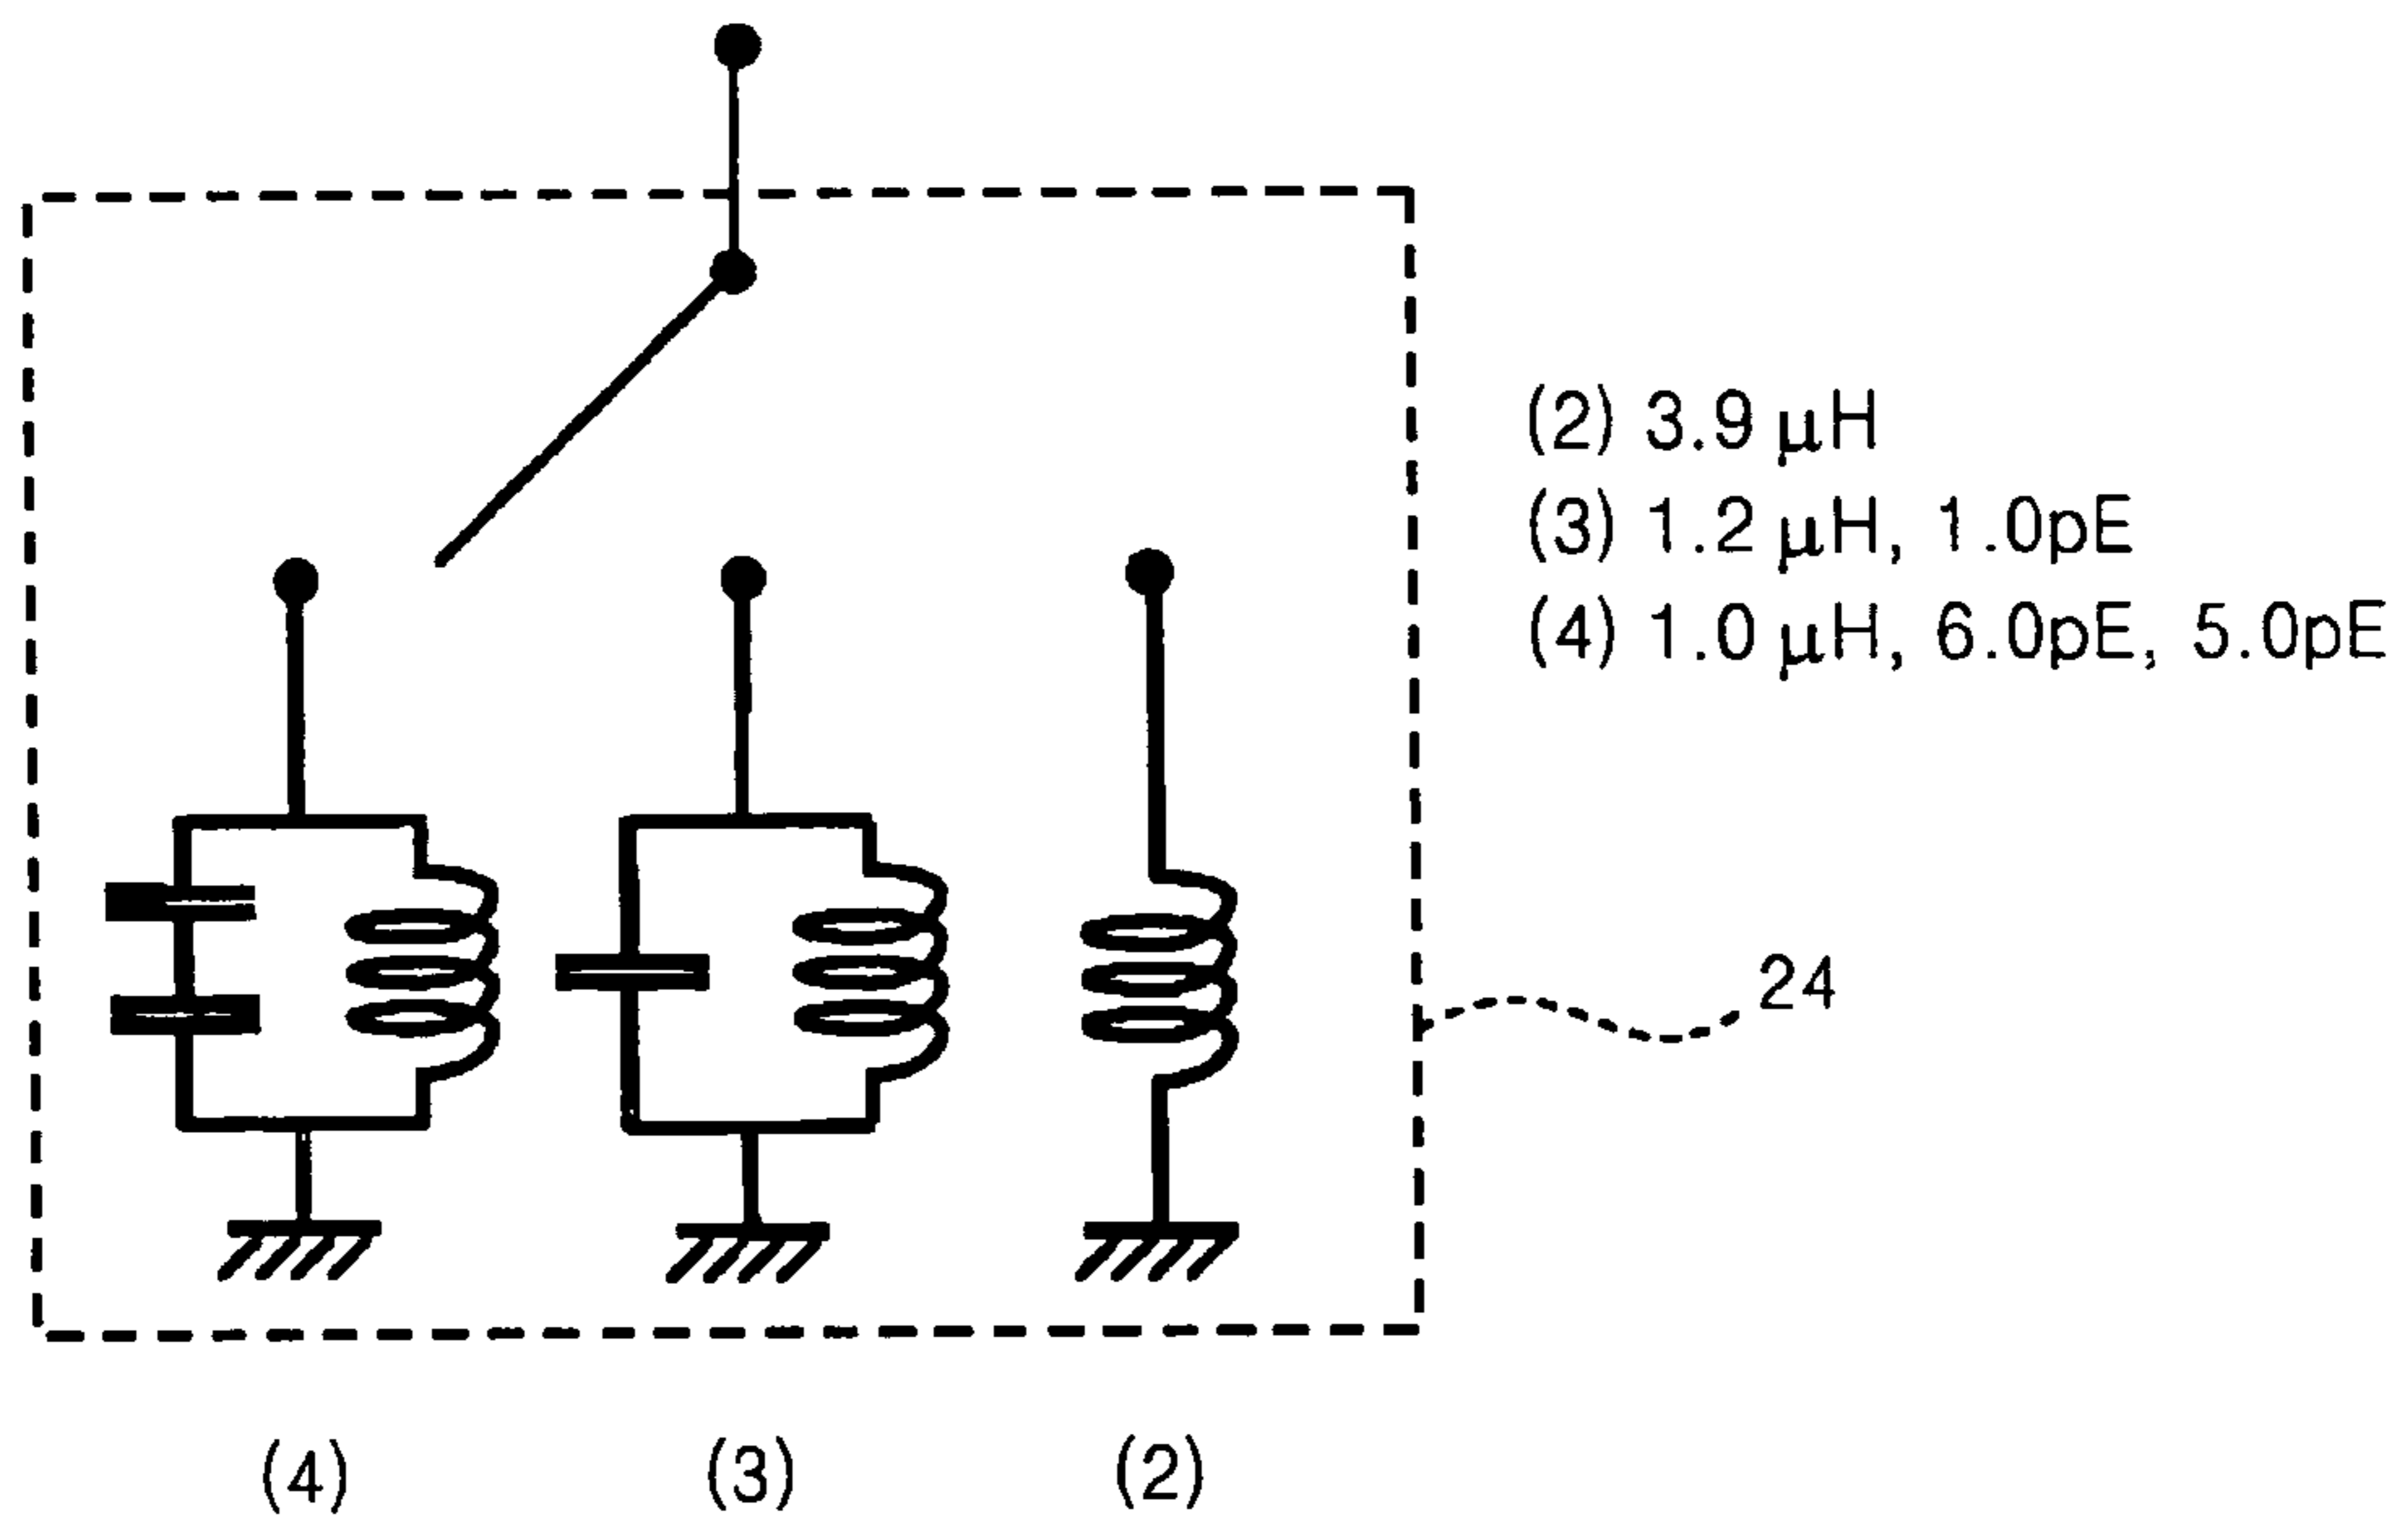 (2) 3.9 μH
(3) 1.2 μH, 1.0pE
(4) 1.0 μH, 6.0pE, 5.0pE
24
(4) (3) (2)